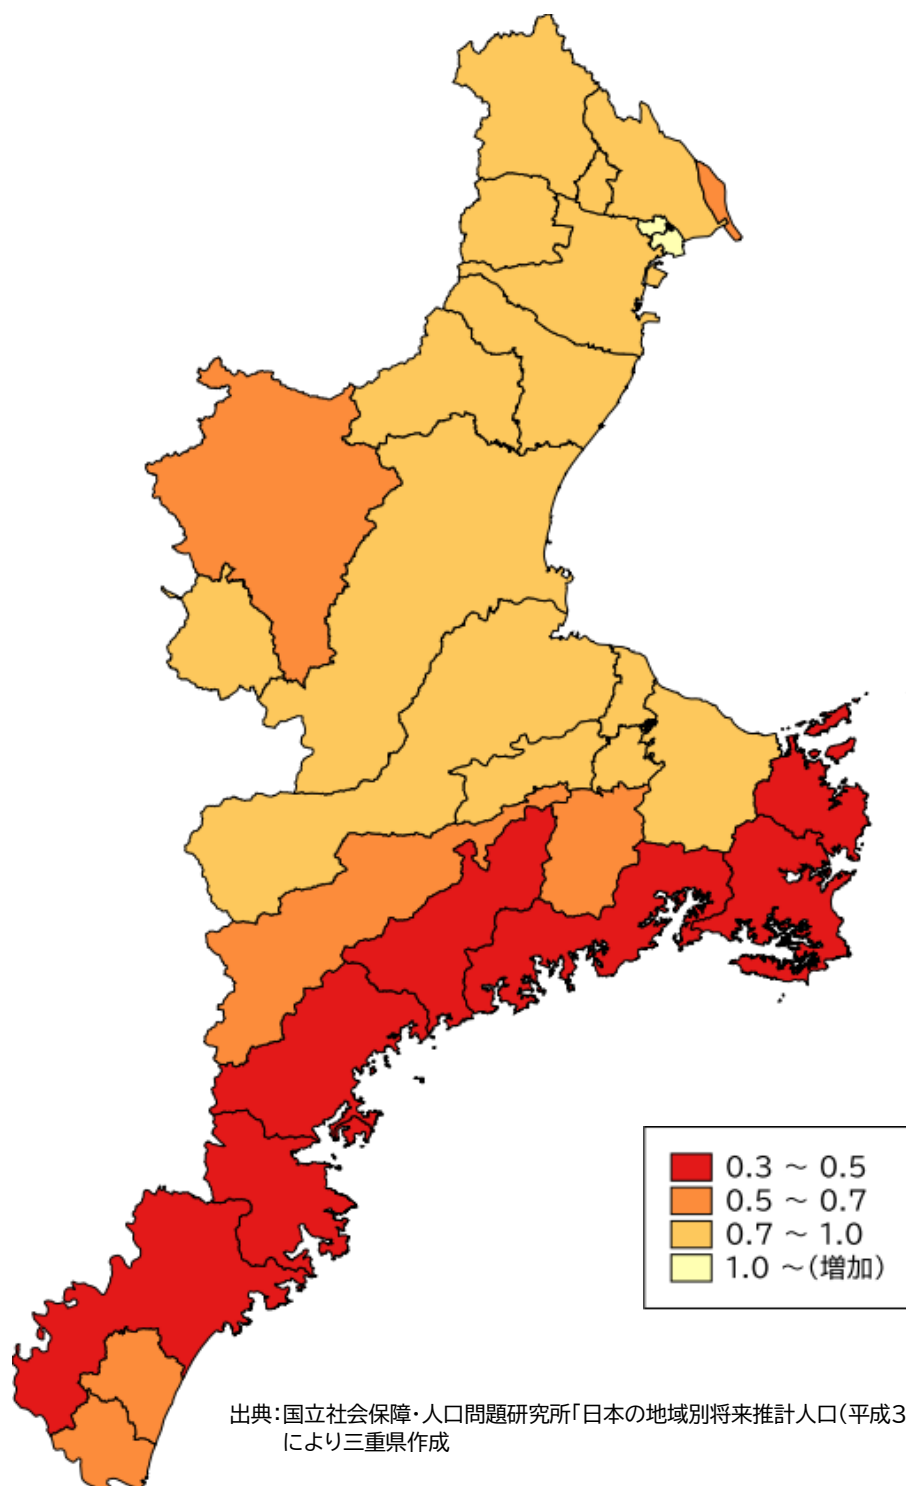 0.3 ～ 0.5
0.5 ～ 0.7
0.7 ～ 1.0
1.0 ～(増加)
出典：国立社会保障・人口問題研究所「日本の地域別将来推計人口(平成3
により三重県作成